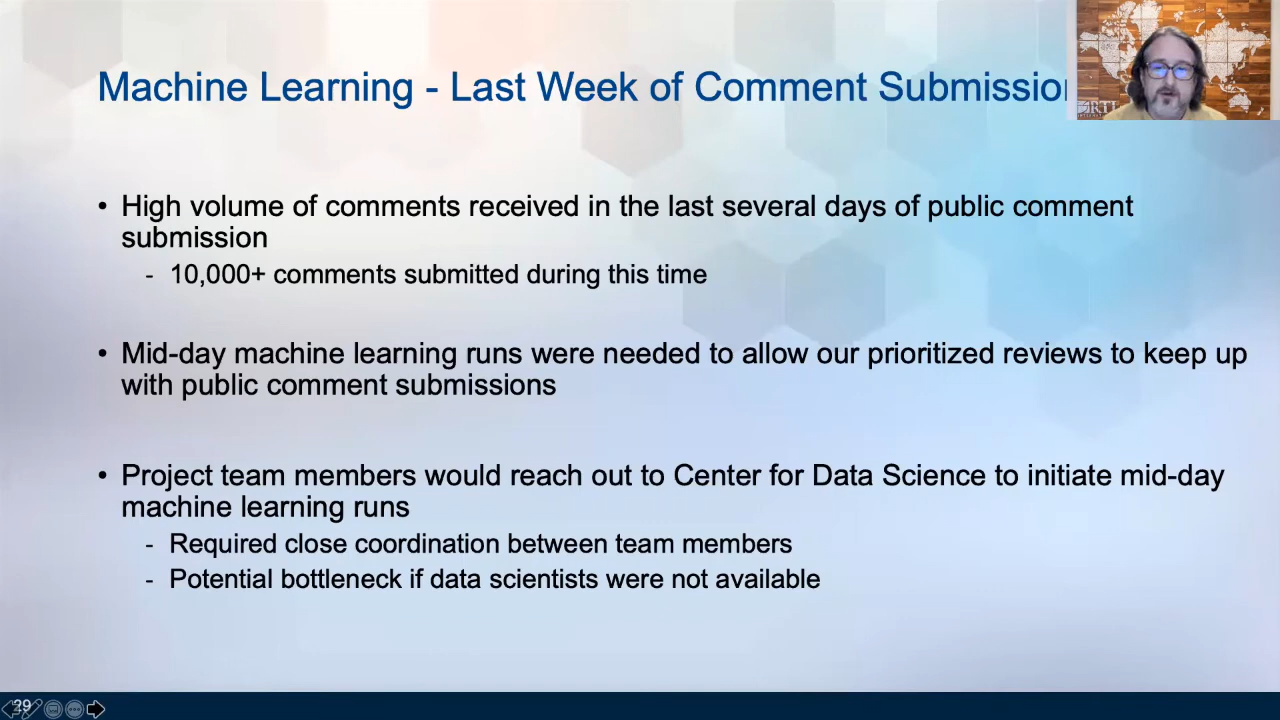 Machine Learning - Last Week of Comment Submission
• High volume of comments received in the last several days of public comment
submission
- 10,000+ comments submitted during this time
• Mid-day machine learning runs were needed to allow our prioritized reviews to keep up
with public comment submissions
• Project team members would reach out to Center for Data Science to initiate mid-day
machine learning runs
- Required close coordination between team members
- Potential bottleneck if data scientists were not available
RTI
29